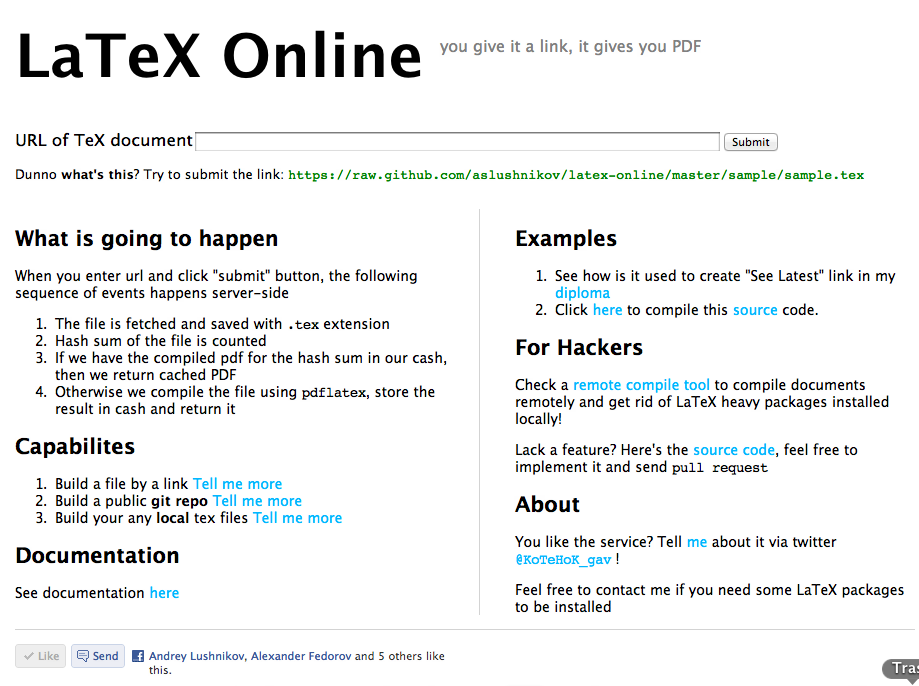 LaTeX Online you give it a link, it gives you PDF
URL of TeX document Submit
Dunno what's this? Try to submit the link: https://raw.github.com/aslushnikov/latex-online/master/sample/sample.tex
What is going to happen
When you enter url and click "submit" button, the following
sequence of events happens server-side
1. The file is fetched and saved with .tex extension
2. Hash sum of the file is counted
3. If we have the compiled pdf for the hash sum in our cash,
then we return cached PDF
4. Otherwise we compile the file using pdflatex, store the
result in cash and return it
Capabilites
1. Build a file by a link Tell me more
2. Build a public git repo Tell me more
3. Build your any local tex files Tell me more
Documentation
See documentation here
Examples
1. See how is it used to create "See Latest" link in my
diploma
2. Click here to compile this source code.
For Hackers
Check a remote compile tool to compile documents
remotely and get rid of LaTeX heavy packages installed
locally!
Lack a feature? Here's the source code, feel free to
implement it and send pull request
About
You like the service? Tell me about it via twitter
@KoTeHoK_gav !
Feel free to contact me if you need some LaTeX packages
to be installed
Like Send Andrey Lushnikov, Alexander Fedorov and 5 others like
this.